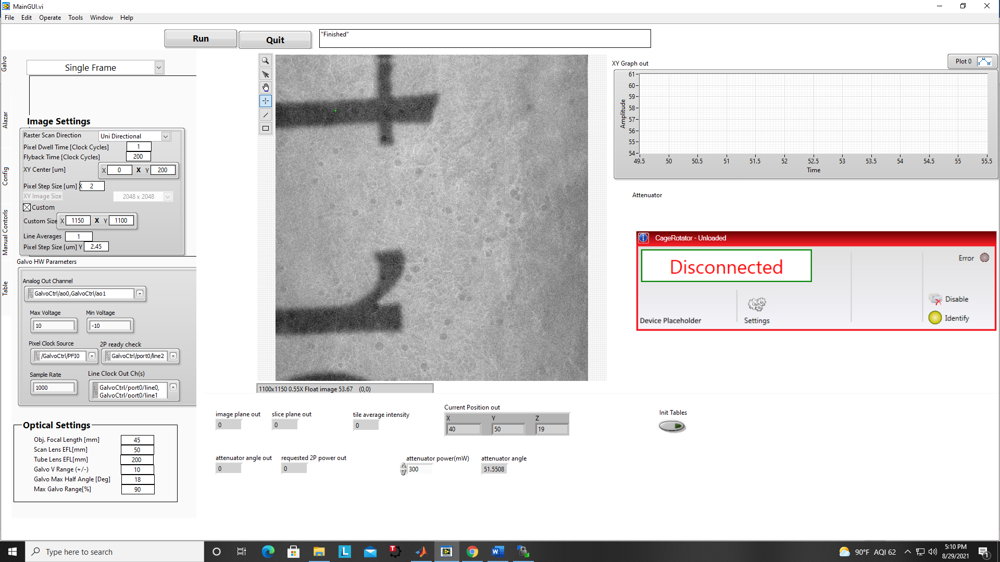 MainGUI.vi
File Edit Operate Tools Window Help
Run Quit "Finished"
Galvo
Alazar
Config
Manual Contorls
Table
Single Frame
Image Settings
Raster Scan Direction Uni Directional
Pixel Dwell Time [Clock Cycles] 1
Flyback Time [Clock Cycles] 200
XY Center [um] X 0 X Y 200
Pixel Step Size [um] X 2
XY Image Size 2048 x 2048
Custom
Custom Size X 1150 X Y 1100
Line Averages 1
Pixel Step Size [um] Y 2.45
Galvo HW Parameters
Analog Out Channel
I/O GalvoCtrl/ao0,GalvoCtrl/ao1
Max Voltage Min Voltage
10 -10
Pixel Clock Source 2P ready check
I/O /GalvoCtrl/PFI0 I/O GalvoCtrl/port0/line2
Sample Rate Line Clock Out Ch(s)
1000 I/O GalvoCtrl/port0/line0,
GalvoCtrl/port0/line1
Optical Settings
Obj. Focal Length [mm] 45
Scan Lens EFL[mm] 50
Tube Lens EFL[mm] 200
Galvo V Range (+/-) 10
Galvo Max Half Angle [Deg] 18
Max Galvo Range[%] 90
1100x1150 0.55X Float image 53.67 (0,0)
image plane out slice plane out tile average intensity
0 0 0
Current Position out
X Y Z
40 50 19
attenuator angle out requested 2P power out attenuator power(mW) attenuator angle
0 0 300 51.5508
XY Graph out Plot 0
Amplitude
61
60
59
58
57
56
55
54
49.5 50 50.5 51 51.5 52 52.5 53 53.5 54 54.5 55 55.5
Time
Attenuator
CageRotator - Unloaded
Disconnected
Error
Device Placeholder
Settings
Disable
Identify
Init Tables
Type here to search
L
T
W
90°F AQI 62
5:10 PM
8/29/2021
1